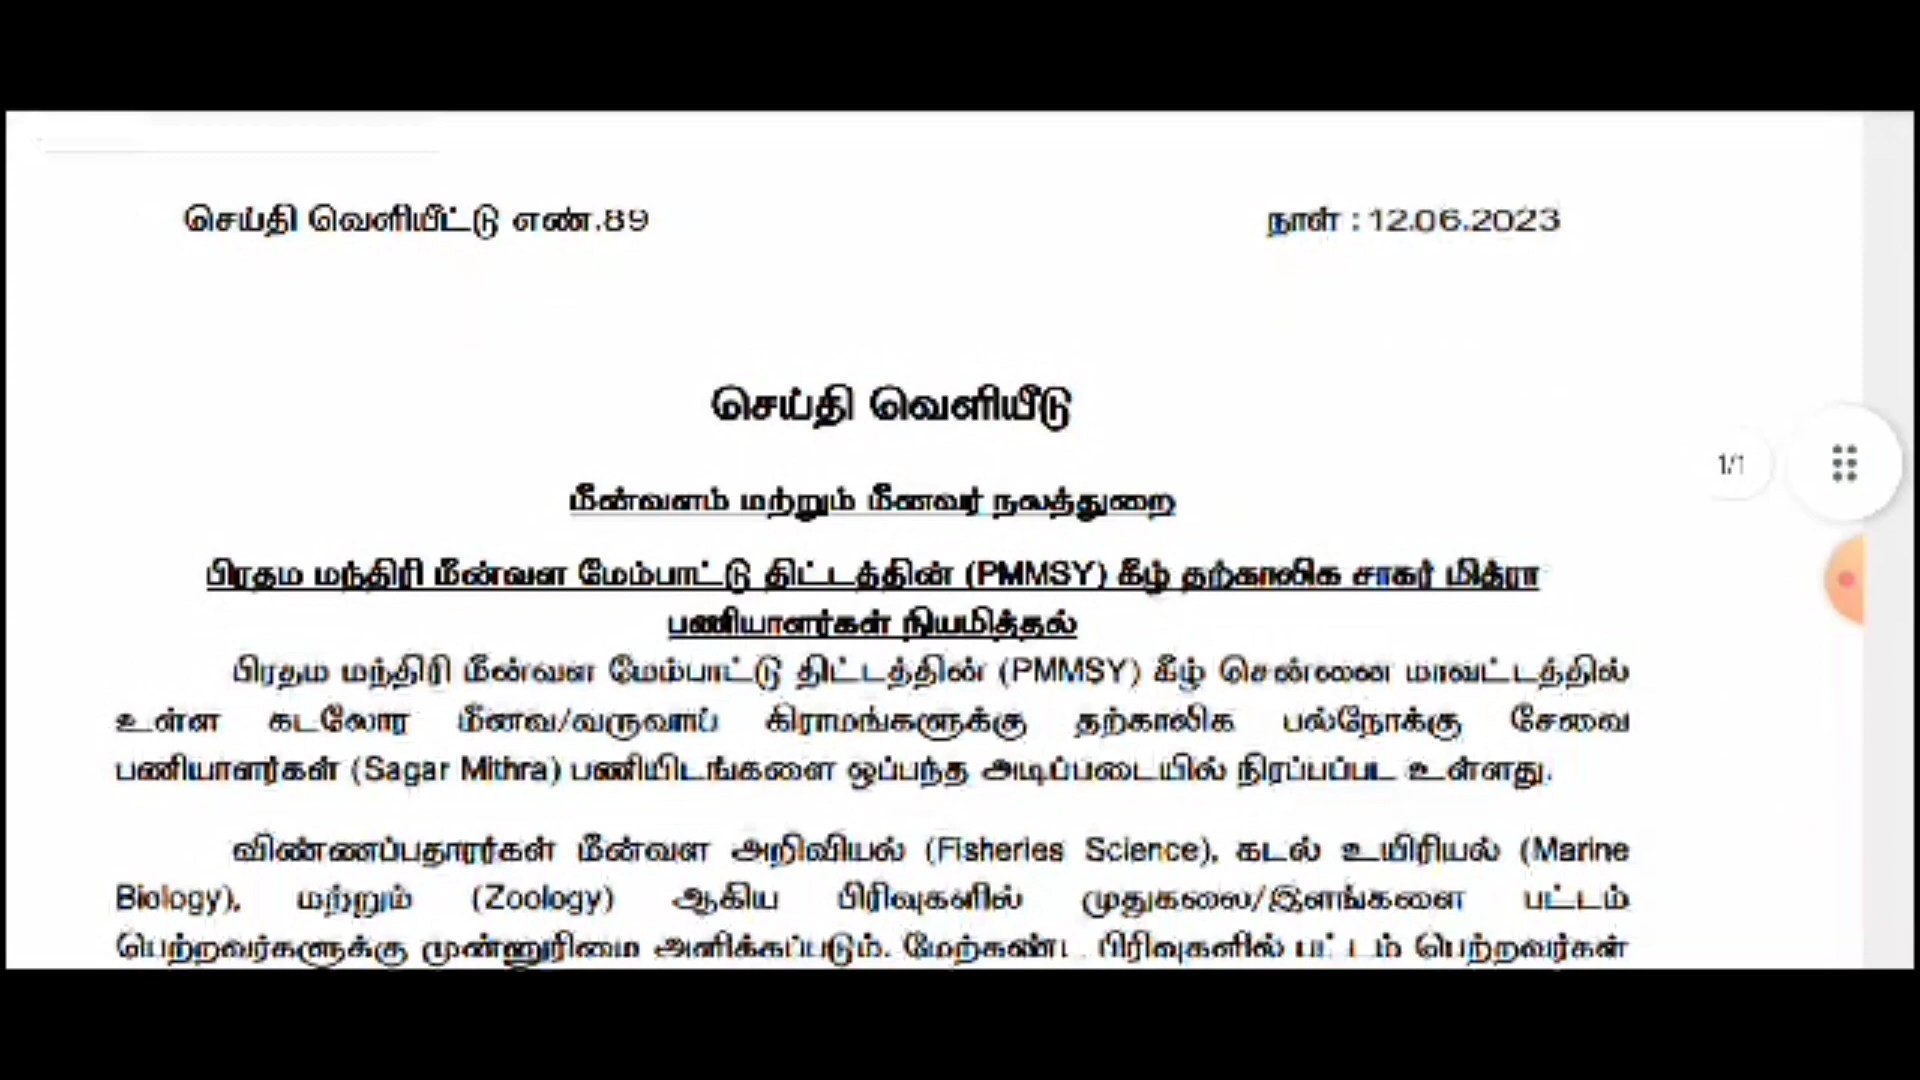 செய்தி வெளியீட்டு எண்.89
நாள் : 12.06.2023
செய்தி வெளியீடு
மீன்வளம் மற்றும் மீனவர் நலத்துறை
பிரதம மந்திரி மீன்வள மேம்பாட்டு திட்டத்தின் (PMMSY) கீழ் தற்காலிக சாகர் மித்ரா
பணியாளர்கள் நியமித்தல்
பிரதம மந்திரி மீன்வள மேம்பாட்டு திட்டத்தின் (PMMSY) கீழ் சென்னை மாவட்டத்தில்
உள்ள கடலோர மீனவ/வருவாய் கிராமங்களுக்கு தற்காலிக பல்நோக்கு சேவை
பணியாளர்கள் (Sagar Mithra) பணியிடங்களை ஒப்பந்த அடிப்படையில் நிரப்பப்பட உள்ளது.
1/1
விண்ணப்பதாரர்கள் மீன்வள அறிவியல் (Fisheries Science), கடல் உயிரியல் (Marine
Biology), மற்றும் (Zoology) ஆகிய பிரிவுகளில் முதுகலை/இளங்களை பட்டம்
பெற்றவர்களுக்கு முன்னுரிமை அளிக்கப்படும். மேற்கண்ட பிரிவுகளில் பட்டம் பெற்றவர்கள்